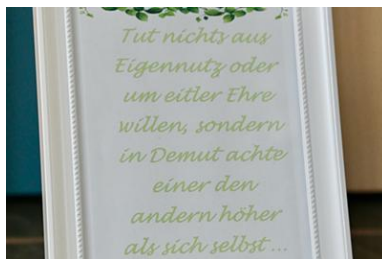 Tut nichts aus
Eigennutz oder
um eitler Ehre
willen, sondern
in Demut achte
einer den
andern höher
als sich selbst ...